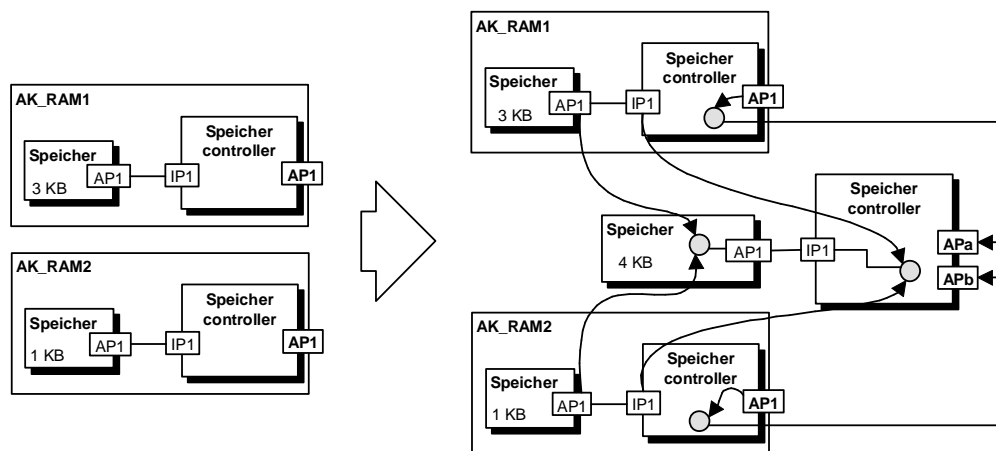 AK_RAM1
Speicher
3 KB
AP1
IP1
Speicher
controller
AP1
AK_RAM2
Speicher
1 KB
AP1
IP1
Speicher
controller
AP1
AK_RAM1
Speicher
3 KB
AP1
IP1
Speicher
controller
AP1
Speicher
4 KB
AP1
IP1
Speicher
controller
APa
APb
AK_RAM2
Speicher
1 KB
AP1
IP1
Speicher
controller
AP1